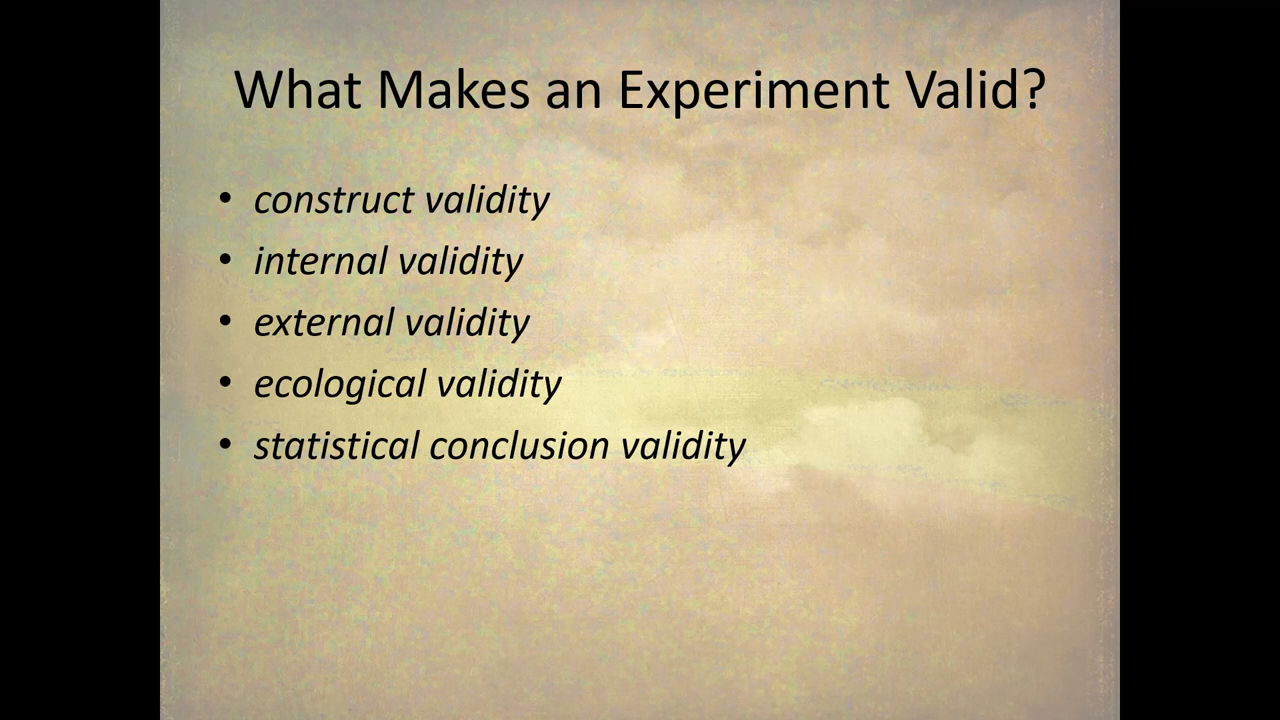 What Makes an Experiment Valid?
• construct validity
• internal validity
• external validity
• ecological validity
• statistical conclusion validity